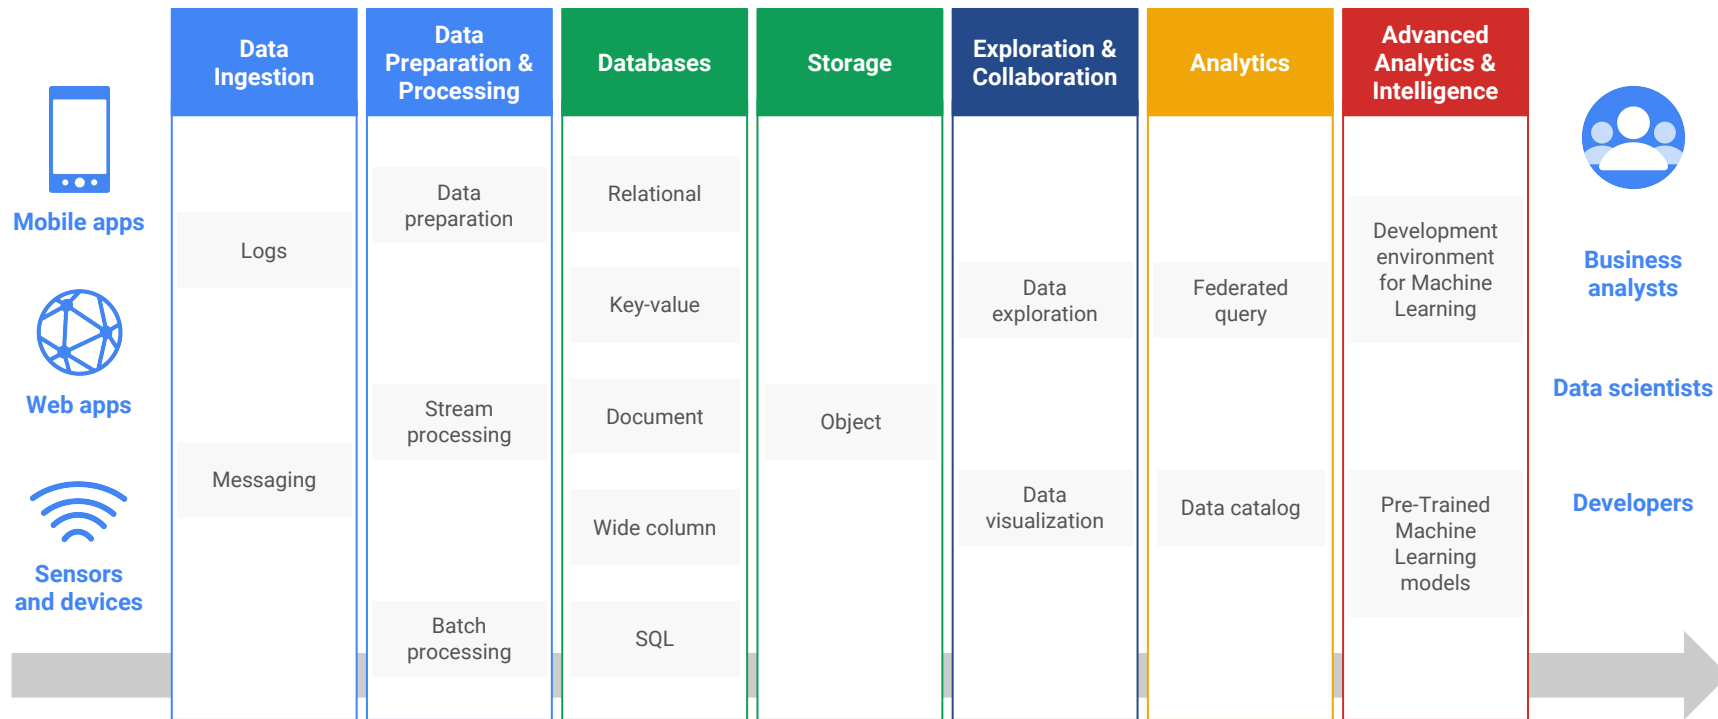 Mobile apps
Web apps
Sensors
and devices
Data
Ingestion
Logs
Messaging
Data
Preparation &
Processing
Data
preparation
Stream
processing
Batch
processing
Databases
Relational
Key-value
Document
Wide column
SQL
Storage
Object
Exploration &
Collaboration
Data
exploration
Data
visualization
Analytics
Federated
query
Data catalog
Advanced
Analytics &
Intelligence
Development
environment
for Machine
Learning
Pre-Trained
Machine
Learning
models
Business
analysts
Data scientists
Developers